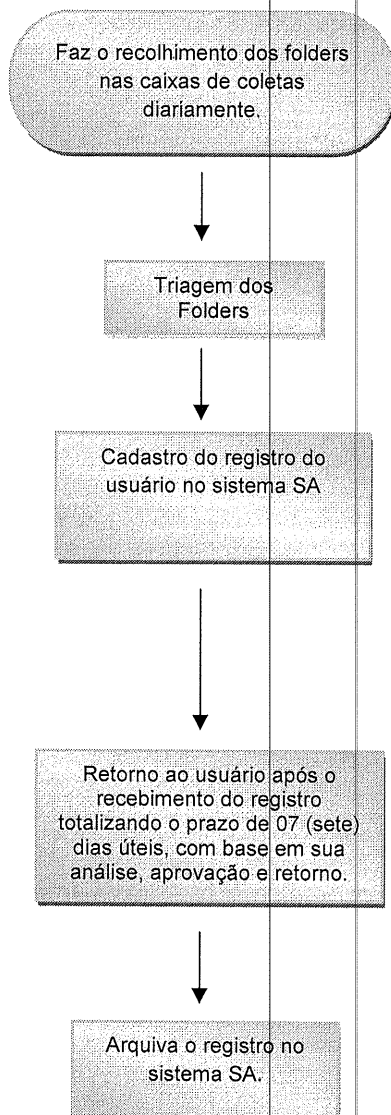 Faz o recolhimento dos folders
nas caixas de coletas
diariamente.
Triagem dos
Folders
Cadastro do registro do
usuário no sistema SA
Retorno ao usuário após o
recebimento do registro
totalizando o prazo de 07 (sete)
dias úteis, com base em sua
análise, aprovação e retorno.
Arquiva o registro no
sistema SA.